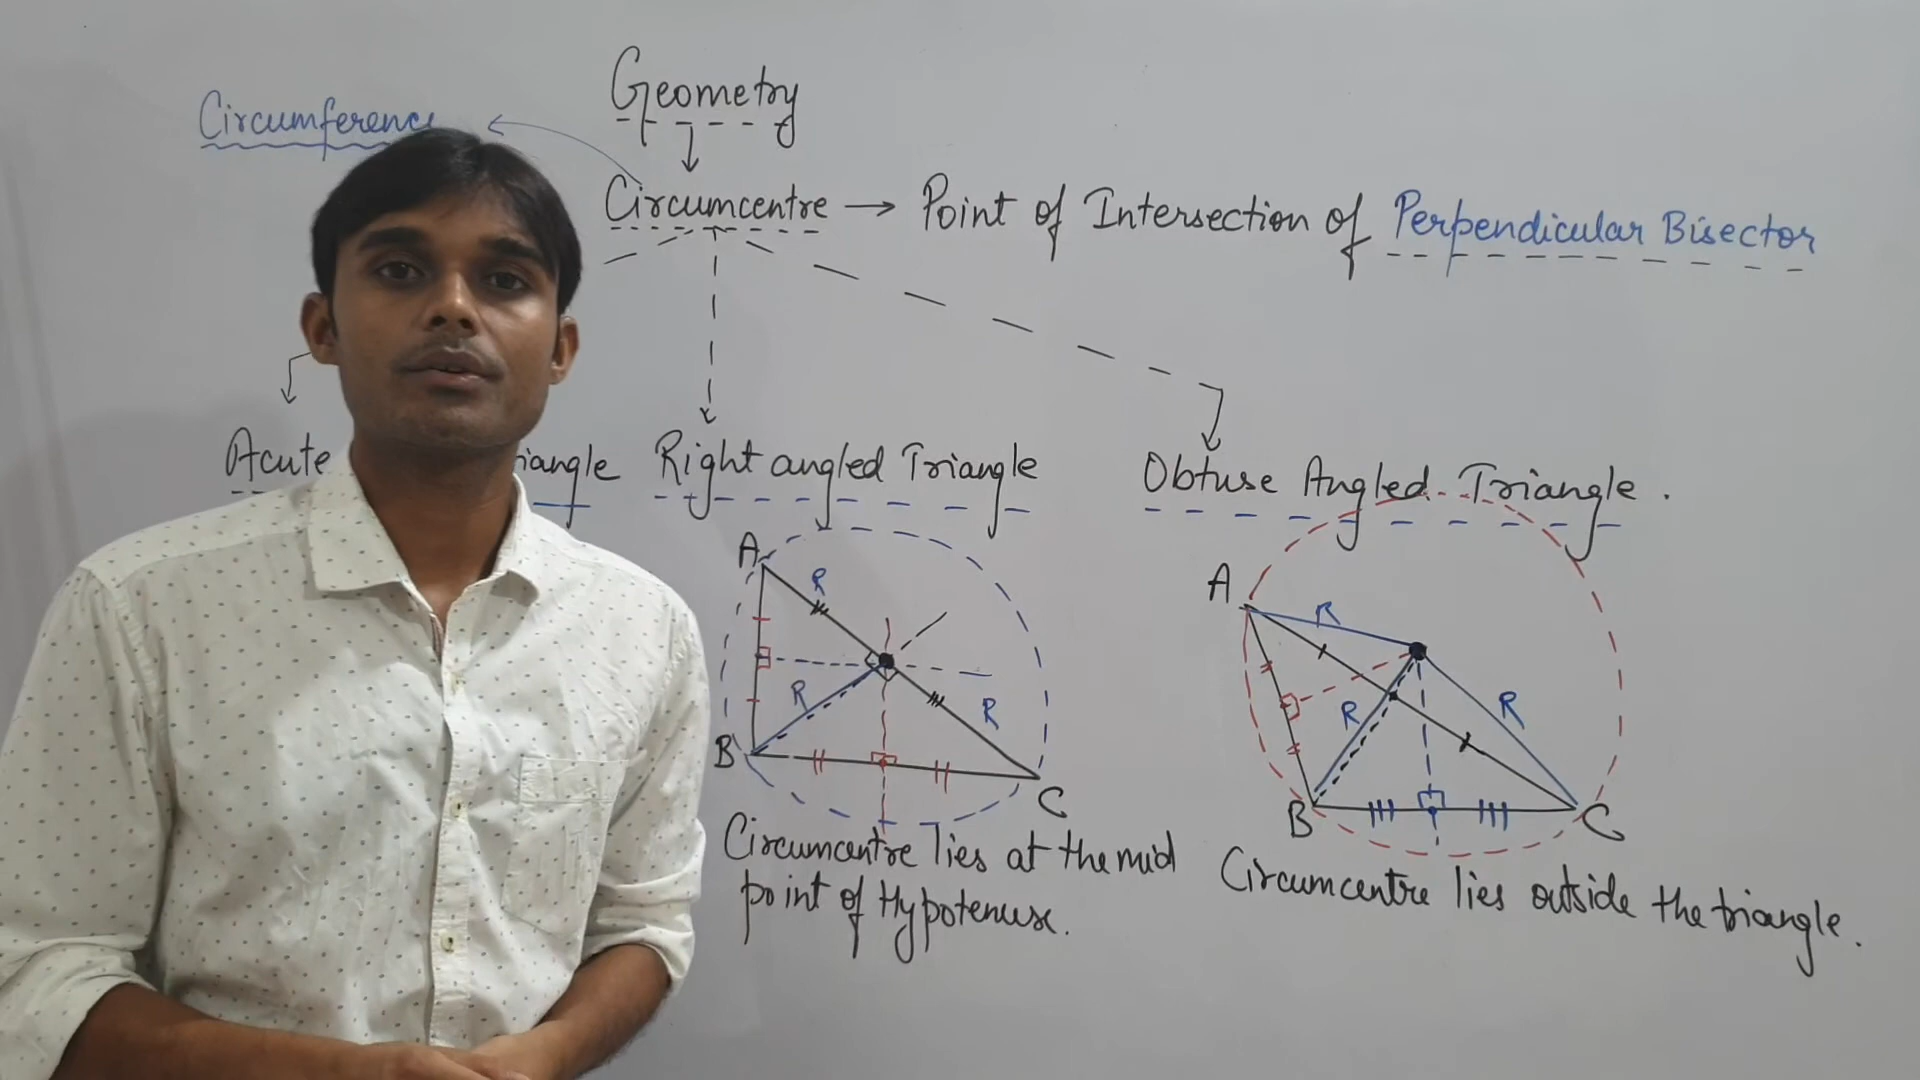 Geometry
Circumference
Circumcentre → Point of Intersection of Perpendicular Bisector
Acute
iangle
Right angled Triangle
Obtuse Angled Triangle.
A
R
R
R
B
C
A
R
R
R
B
C
Circumcentre lies at the mid
point of Hypotenuse.
Circumcentre lies outside the triangle.